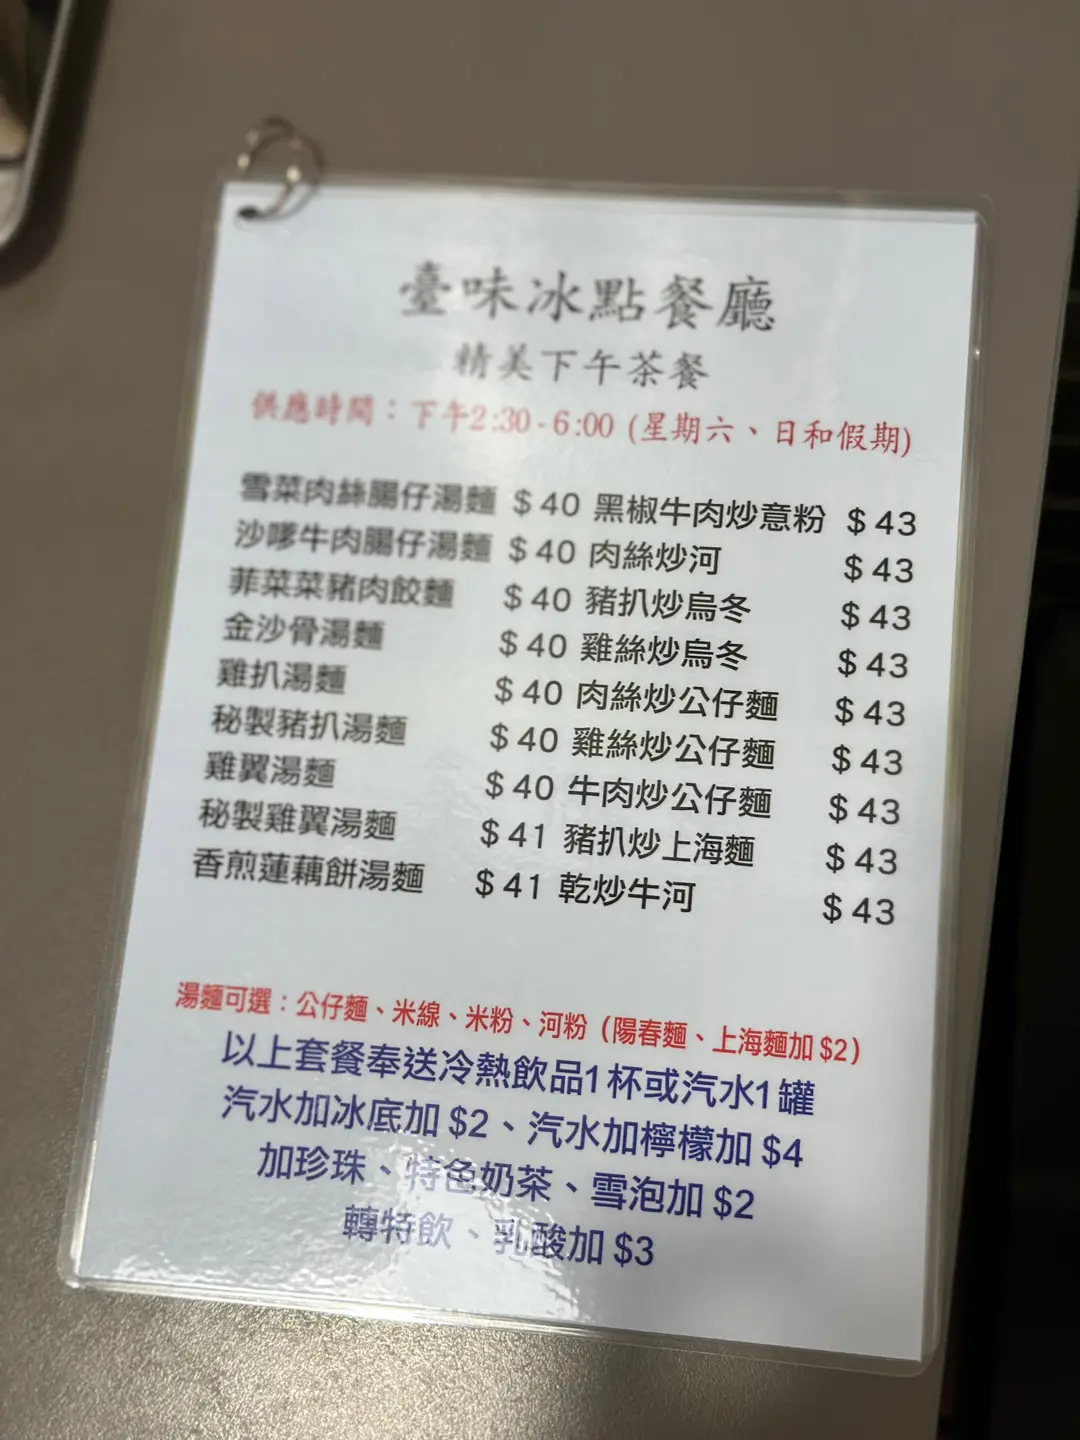 臺味冰點餐廳
精美下午茶餐
供應時間：下午2:30-6:00 (星期六、日和假期)
雪菜肉絲腸仔湯麵 $40 黑椒牛肉炒意粉 $43
沙嗲牛肉腸仔湯麵 $40 肉絲炒河 $43
菲菜菜豬肉餃麵 $40 豬扒炒烏冬 $43
金沙骨湯麵 $40 雞絲炒烏冬 $43
雞扒湯麵 $40 肉絲炒公仔麵 $43
秘製豬扒湯麵 $40 雞絲炒公仔麵 $43
雞翼湯麵 $40 牛肉炒公仔麵 $43
秘製雞翼湯麵 $41 豬扒炒上海麵 $43
香煎蓮藕餅湯麵 $41 乾炒牛河 $43
湯麵可選：公仔麵、米線、米粉、河粉（陽春麵、上海麵加 $2）
以上套餐奉送冷熱飲品1杯或汽水1罐
汽水加冰底加 $2、汽水加檸檬加 $4
加珍珠、特色奶茶、雪泡加 $2
轉特飲、乳酸加 $3